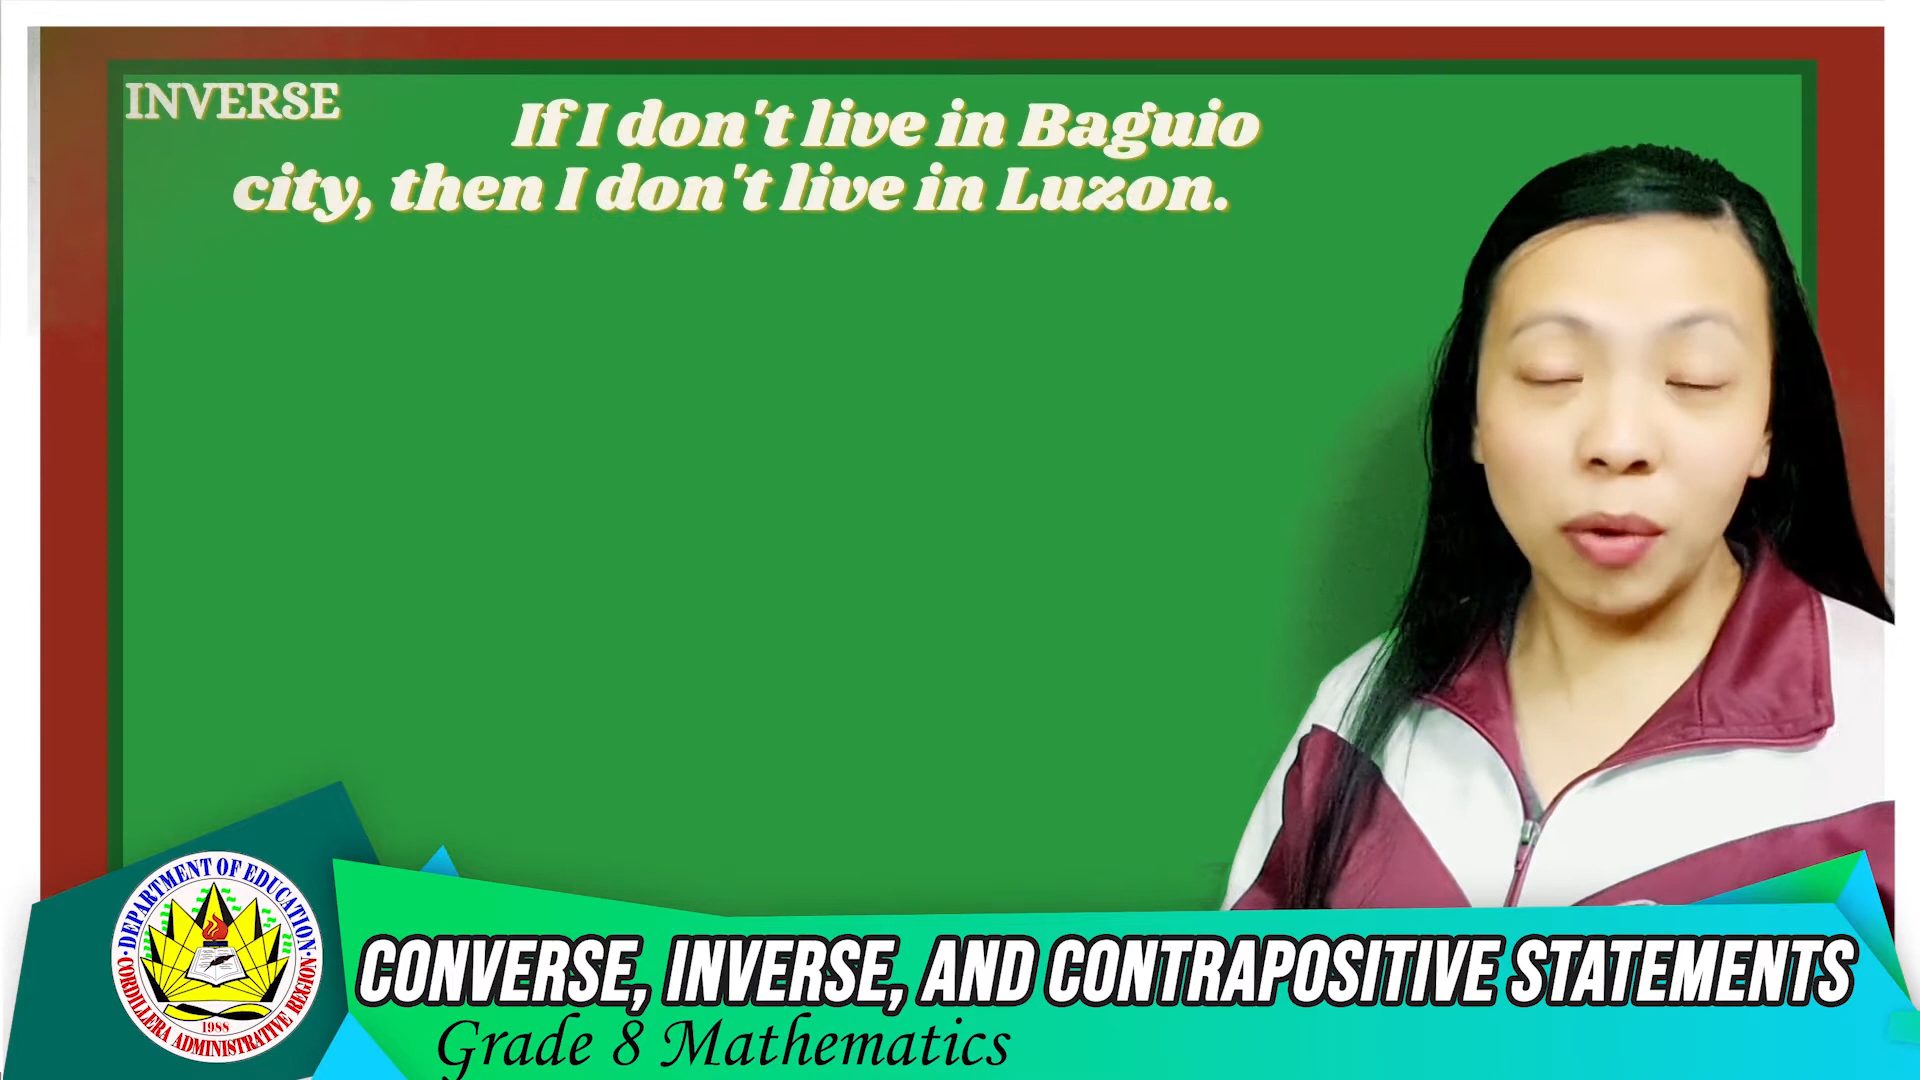 INVERSE
If I don't live in Baguio
city, then I don't live in Luzon.
DEPARTMENT OF EDUCATION
CORDILLERA ADMINISTRATIVE REGION
1988
CONVERSE, INVERSE, AND CONTRAPOSITIVE STATEMENTS
Grade 8 Mathematics